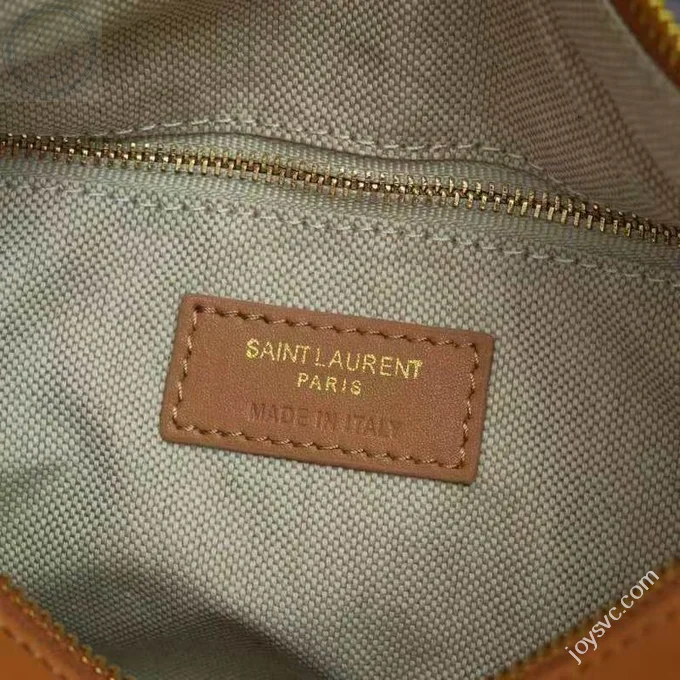 SAINT LAURENT
PARIS
MADE IN ITALY
joysvc.com